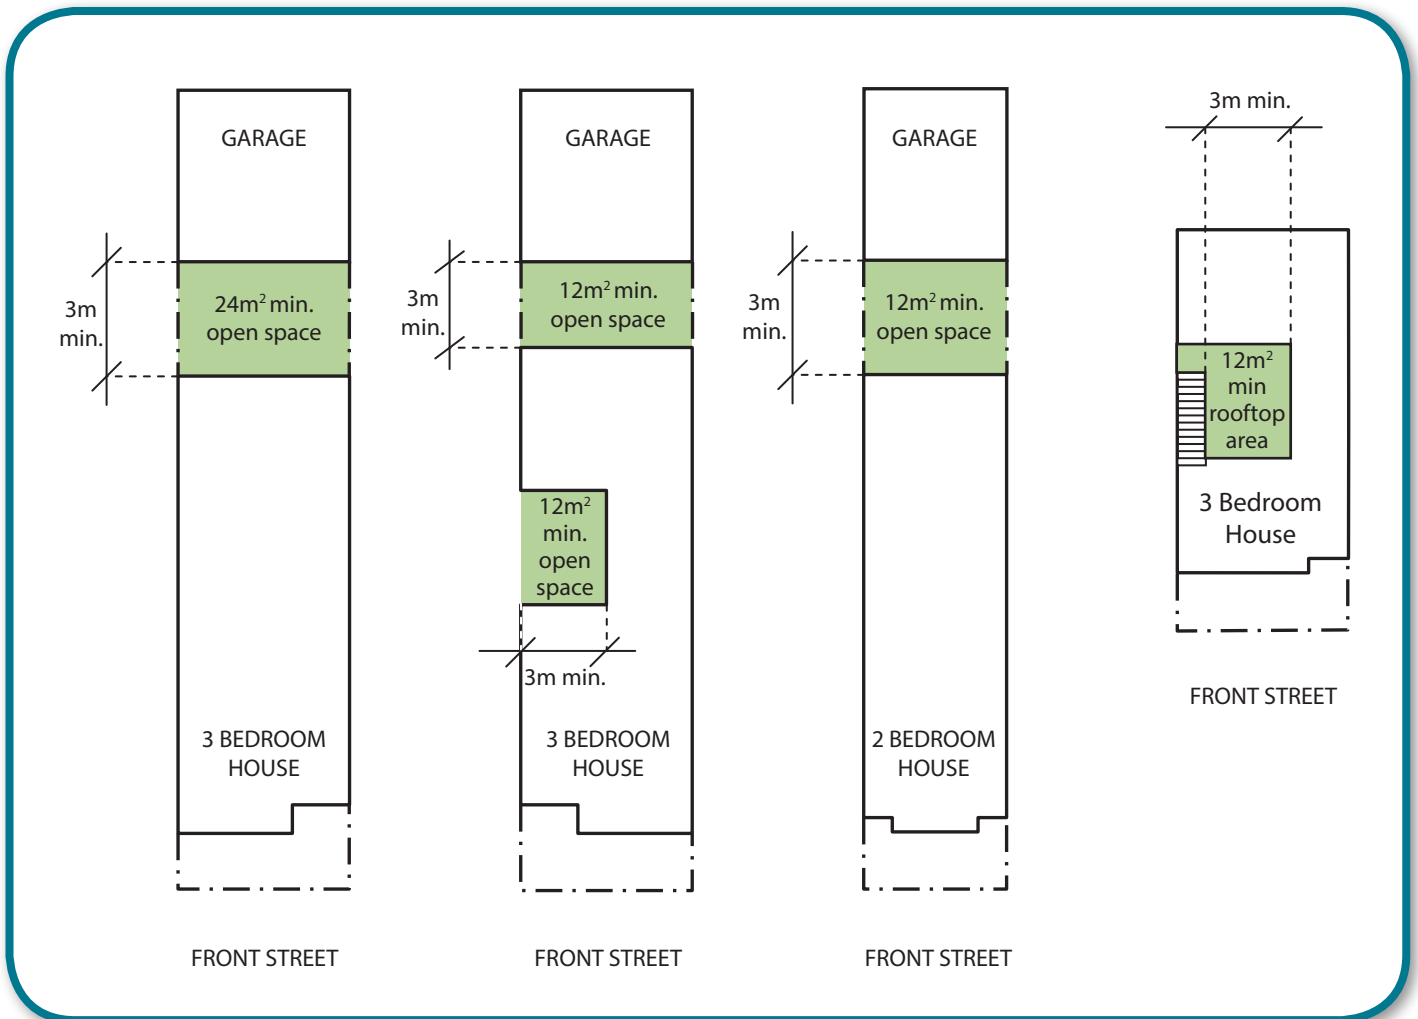 GARAGE
3m
min.
24m² min.
open space
3 BEDROOM
HOUSE
FRONT STREET
GARAGE
3m
min.
12m² min.
open space
12m²
min.
open
space
3m min.
3 BEDROOM
HOUSE
FRONT STREET
GARAGE
3m
min.
12m² min.
open space
2 BEDROOM
HOUSE
FRONT STREET
3m min.
12m²
min
rooftop
area
3 Bedroom
House
FRONT STREET